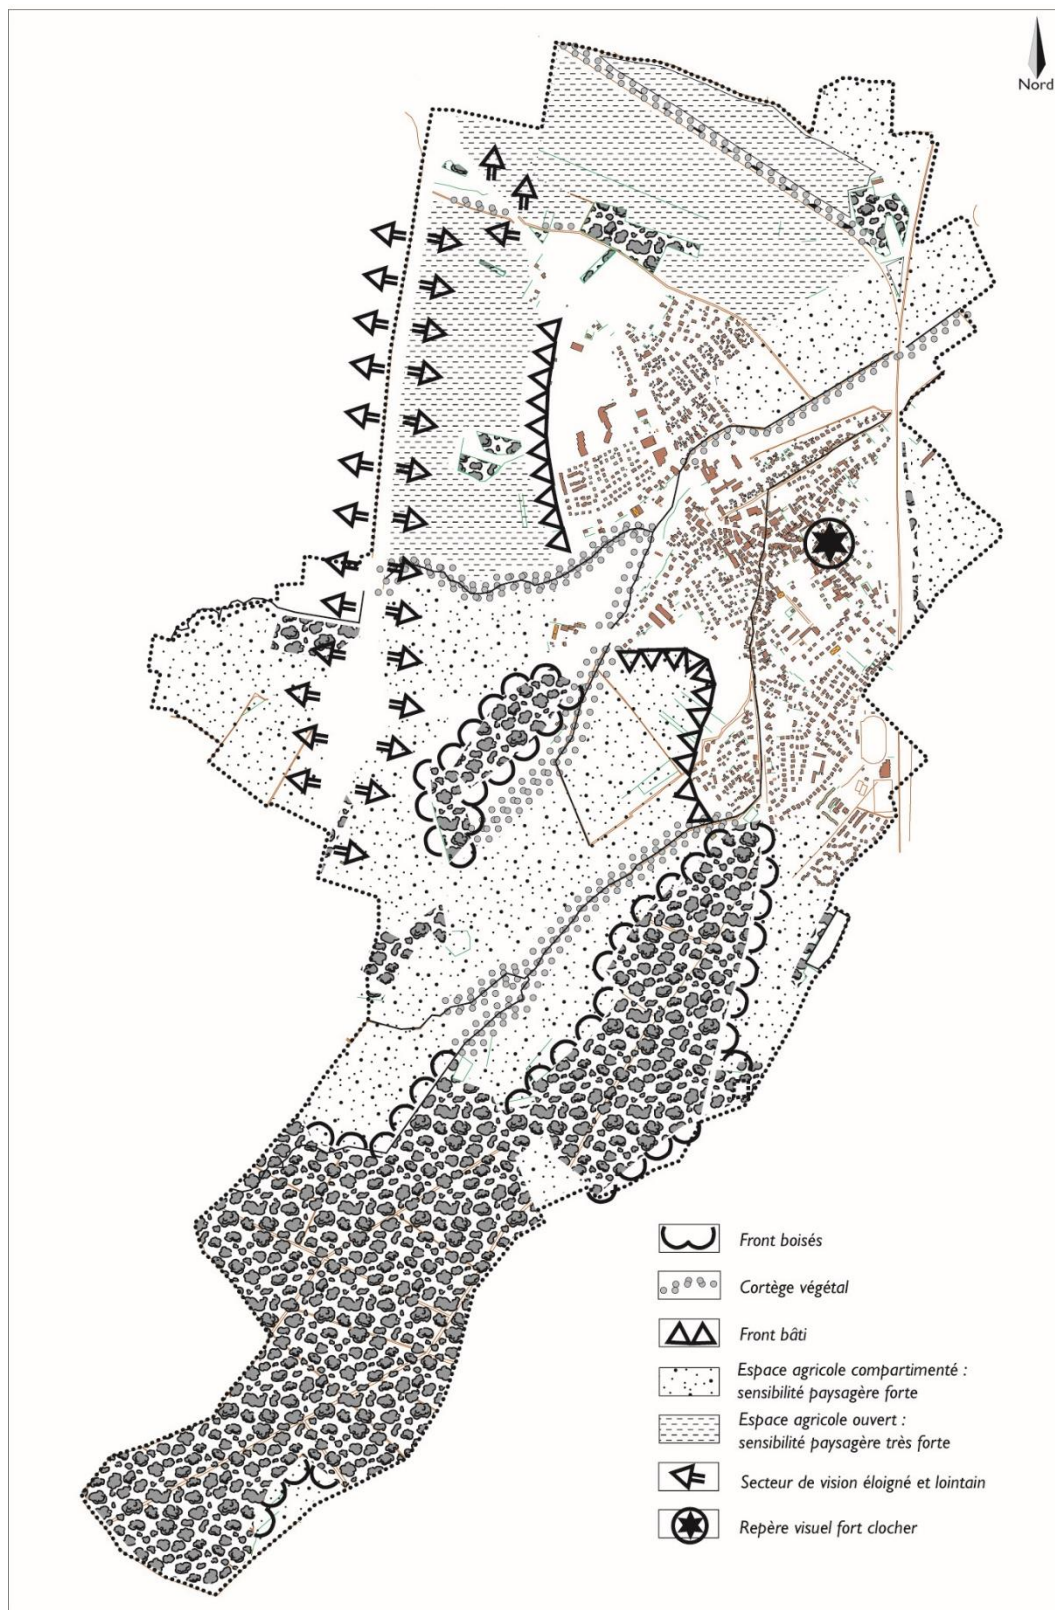 Nord
Front boisés
Cortège végétal
Front bâti
Espace agricole compartimenté :
sensibilité paysagère forte
Espace agricole ouvert :
sensibilité paysagère très forte
Secteur de vision éloigné et lointain
Repère visuel fort clocher